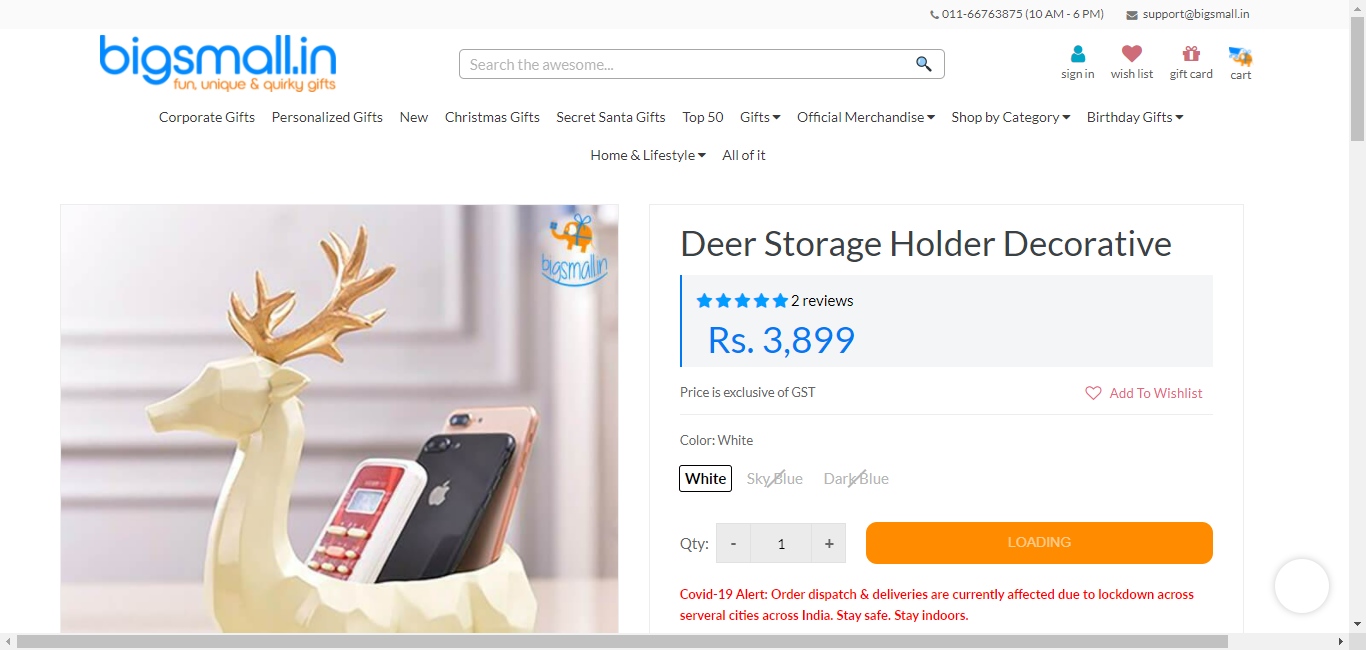 011-66763875 (10 AM - 6 PM) support@bigsmall.in
bigsmall.in
fun, unique & quirky gifts
Search the awesome...
sign in wish list gift card cart
Corporate Gifts Personalized Gifts New Christmas Gifts Secret Santa Gifts Top 50 Gifts Official Merchandise Shop by Category Birthday Gifts
Home & Lifestyle All of it
bigsmall.in
Deer Storage Holder Decorative
2 reviews
Rs. 3,899
Price is exclusive of GST Add To Wishlist
Color: White
White Sky Blue Dark Blue
Qty: - 1 + LOADING
Covid-19 Alert: Order dispatch & deliveries are currently affected due to lockdown across
serveral cities across India. Stay safe. Stay indoors.